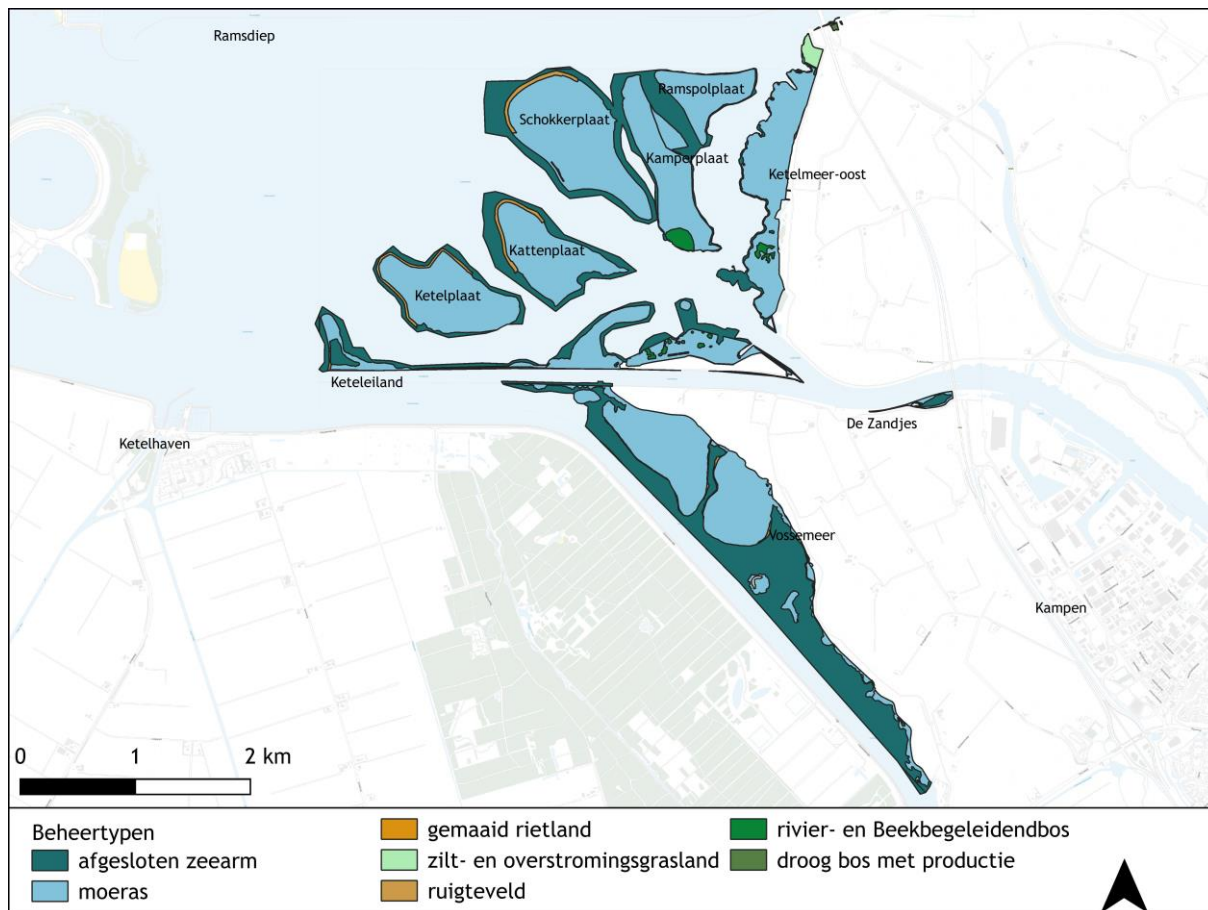 Ramsdiep
Ramspolplaat
Schokkerplaat
Kamperplaat
Ketelmeer-oost
Kattenplaat
Ketelplaat
Keteleiland
De Zandjes
Ketelhaven
Vossemeer
Kampen
0 1 2 km
Beheertypen
afgesloten zeearm
moeras
gemaaid rietland
zilt- en overstromingsgrasland
ruigteveld
rivier- en Beekbegeleidendbos
droog bos met productie